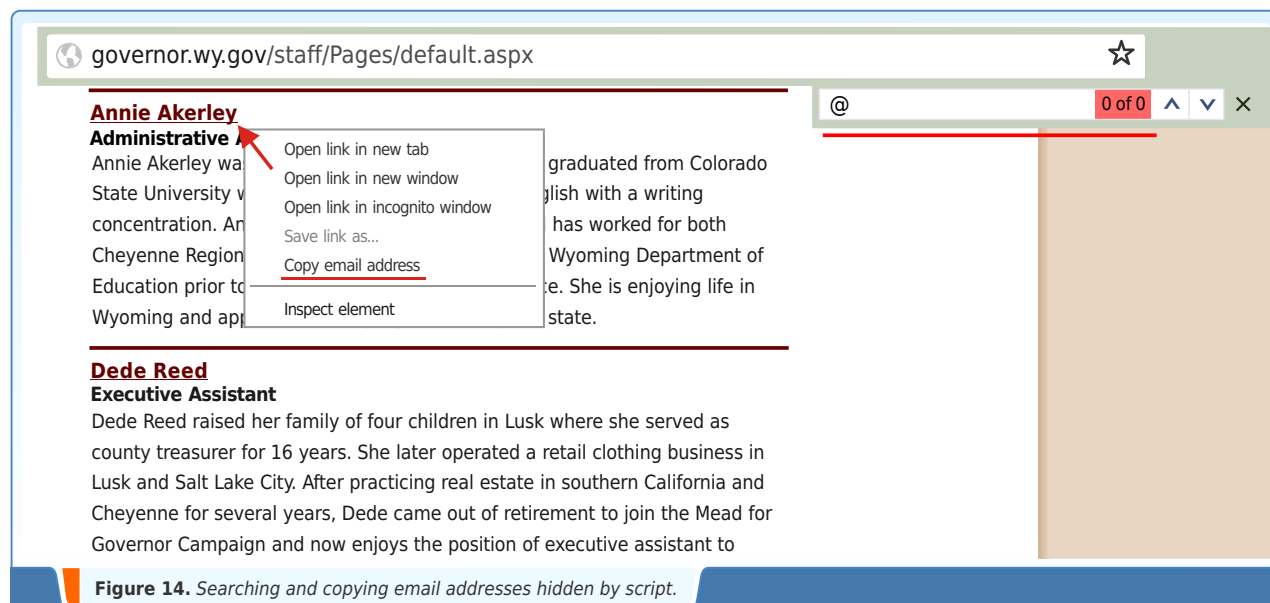 governor.wy.gov/staff/Pages/default.aspx
@ 0 of 0
Annie Akerley
Administrative
Annie Akerley was graduated from Colorado
State University glish with a writing
concentration. An has worked for both
Cheyenne Region Wyoming Department of
Education prior to ce. She is enjoying life in
Wyoming and app state.
Open link in new tab
Open link in new window
Open link in incognito window
Save link as...
Copy email address
Inspect element
Dede Reed
Executive Assistant
Dede Reed raised her family of four children in Lusk where she served as
county treasurer for 16 years. She later operated a retail clothing business in
Lusk and Salt Lake City. After practicing real estate in southern California and
Cheyenne for several years, Dede came out of retirement to join the Mead for
Governor Campaign and now enjoys the position of executive assistant to
Figure 14. Searching and copying email addresses hidden by script.